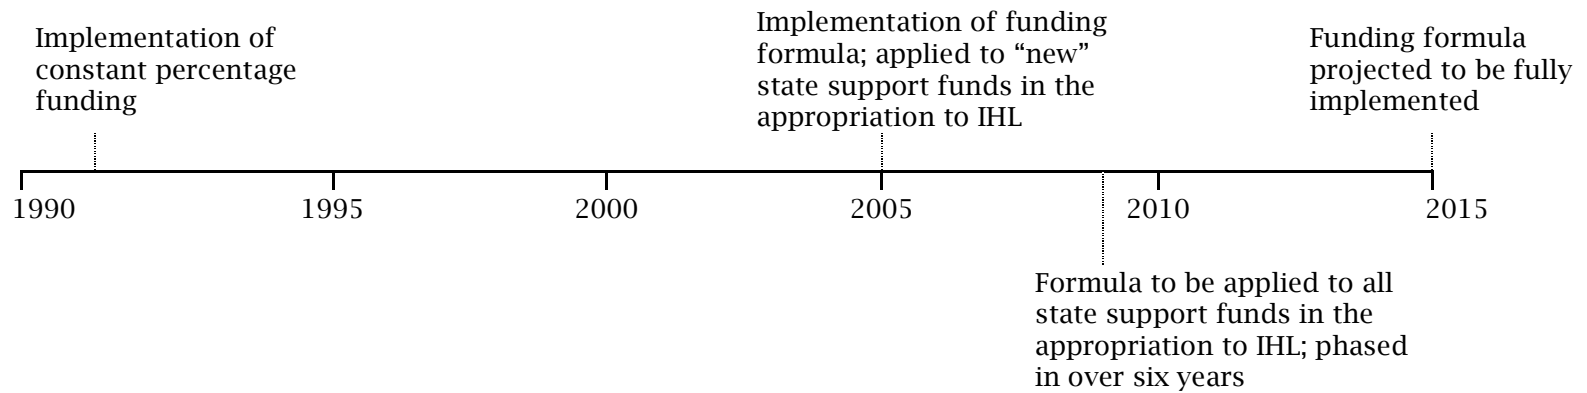 Implementation of
constant percentage
funding
Implementation of funding
formula; applied to “new”
state support funds in the
appropriation to IHL
Funding formula
projected to be fully
implemented
1990
1995
2000
2005
2010
2015
Formula to be applied to all
state support funds in the
appropriation to IHL; phased
in over six years